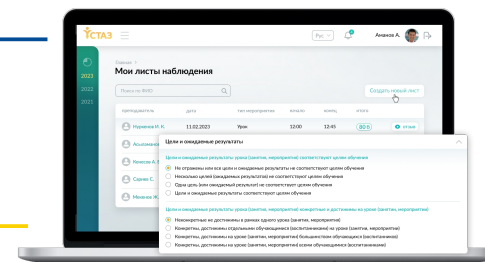 ҰСТАЗ
Рус
Аманов А.
2023
2022
2021
Главная
Мои листы наблюдения
Поиск по ФИО
Создать новый лист
преподаватель дата тип мероприятия начало конец итого
Нурланов И. К. 11.02.2023 Урок 12:00 12:45 отзыв
Цели и ожидаемые результаты
Цели и ожидаемые результаты урока (занятия, мероприятия) соответствуют целям обучения
Не отражены или все цели и ожидаемые результаты не соответствуют целям обучения
Несколько целей (ожидаемых результатов) не соответствуют целям обучения
Одна цель (или ожидаемый результат) не соответствует целям обучения
Цели и ожидаемые результаты соответствуют целям обучения
Цели и ожидаемые результаты урока (занятия, мероприятия) конкретные и достижимы на уроке (занятии, мероприятии)
Неконкретные не достижимы в рамках одного урока (занятия, мероприятия)
Конкретны, достижимы отдельными обучающимися (воспитанниками) на уроке (занятии, мероприятии)
Конкретны, достижимы на уроке (занятии, мероприятии) большинством обучающихся (воспитанников)
Конкретны, достижимы на уроке (занятии, мероприятии) всеми обучающимися (воспитанниками)